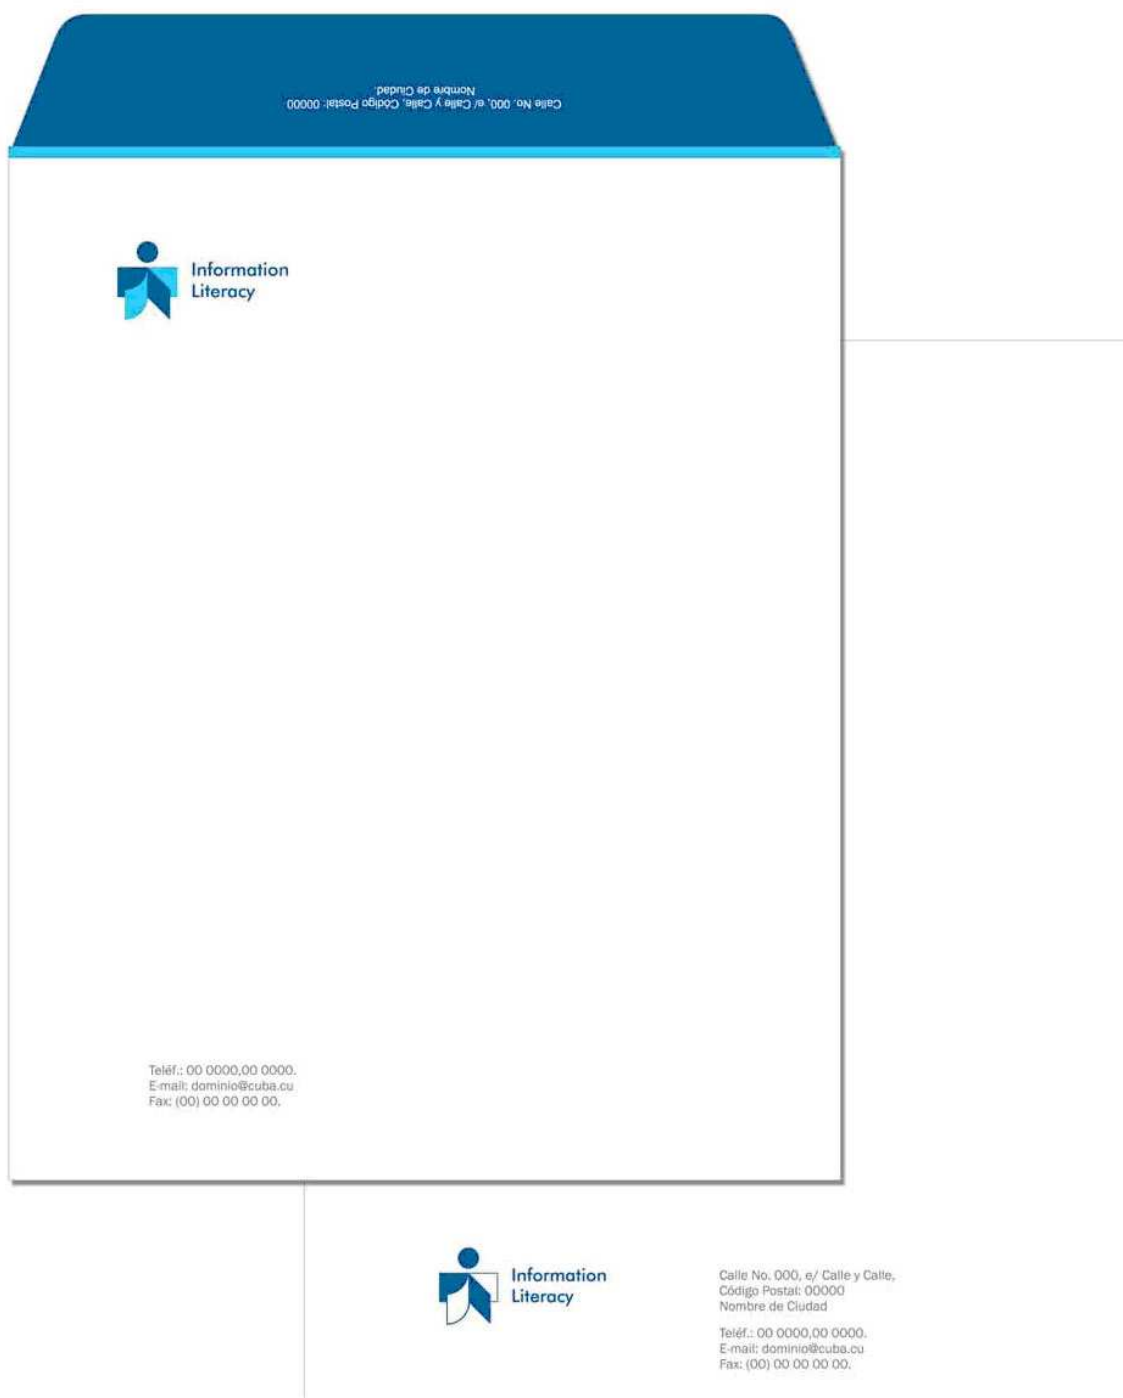 Calle No. 000, e/ Calle y Calle, Código Postal: 00000
Nombre de Ciudad.
Information
Literacy
Teléf.: 00 0000,00 0000.
E-mail: dominio@cuba.cu
Fax: (00) 00 00 00 00.
Information
Literacy
Calle No. 000, e/ Calle y Calle,
Código Postal: 00000
Nombre de Ciudad
Teléf.: 00 0000,00 0000.
E-mail: dominio@cuba.cu
Fax: (00) 00 00 00 00.